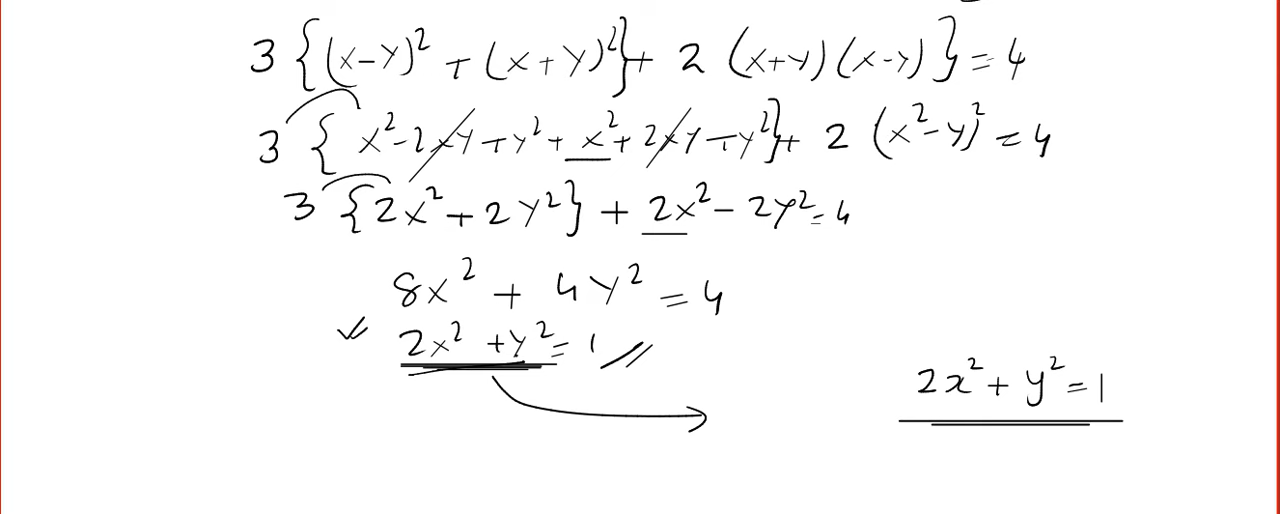 3 {(x-y)² + (x+y)²} + 2 (x+y)(x-y)} = 4
3 { x²-2xy+y²+x²+2xy+y²}+ 2 (x²-y)² = 4
3 {2x²+2y²} + 2x²-2y²=4
8x² + 4y² = 4
2x² +y² = 1
2x²+ y²=1